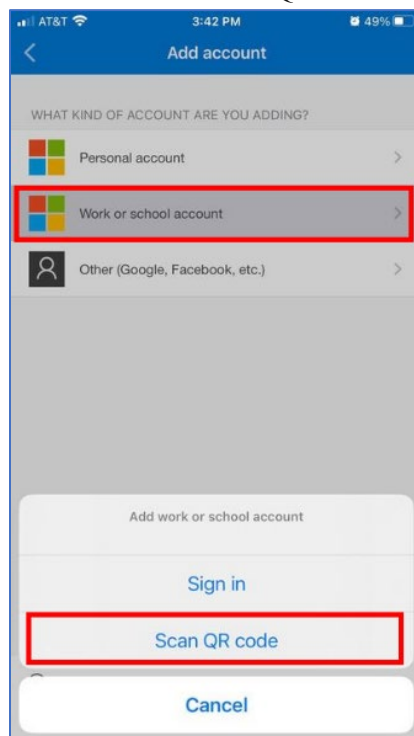 AT&T 3:42 PM 49%
Add account
WHAT KIND OF ACCOUNT ARE YOU ADDING?
Personal account
Work or school account
Other (Google, Facebook, etc.)
Add work or school account
Sign in
Scan QR code
Cancel